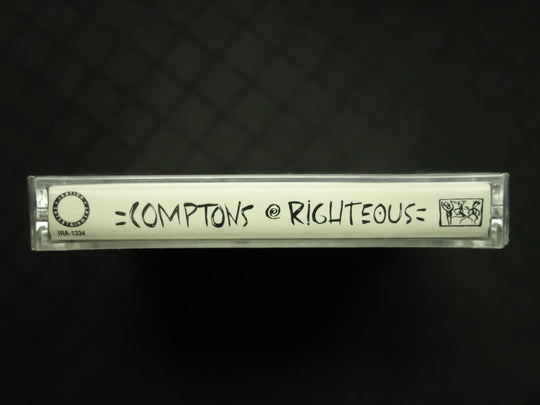 =COMPTONS @ RIGHTEOUS=
IRA-1334